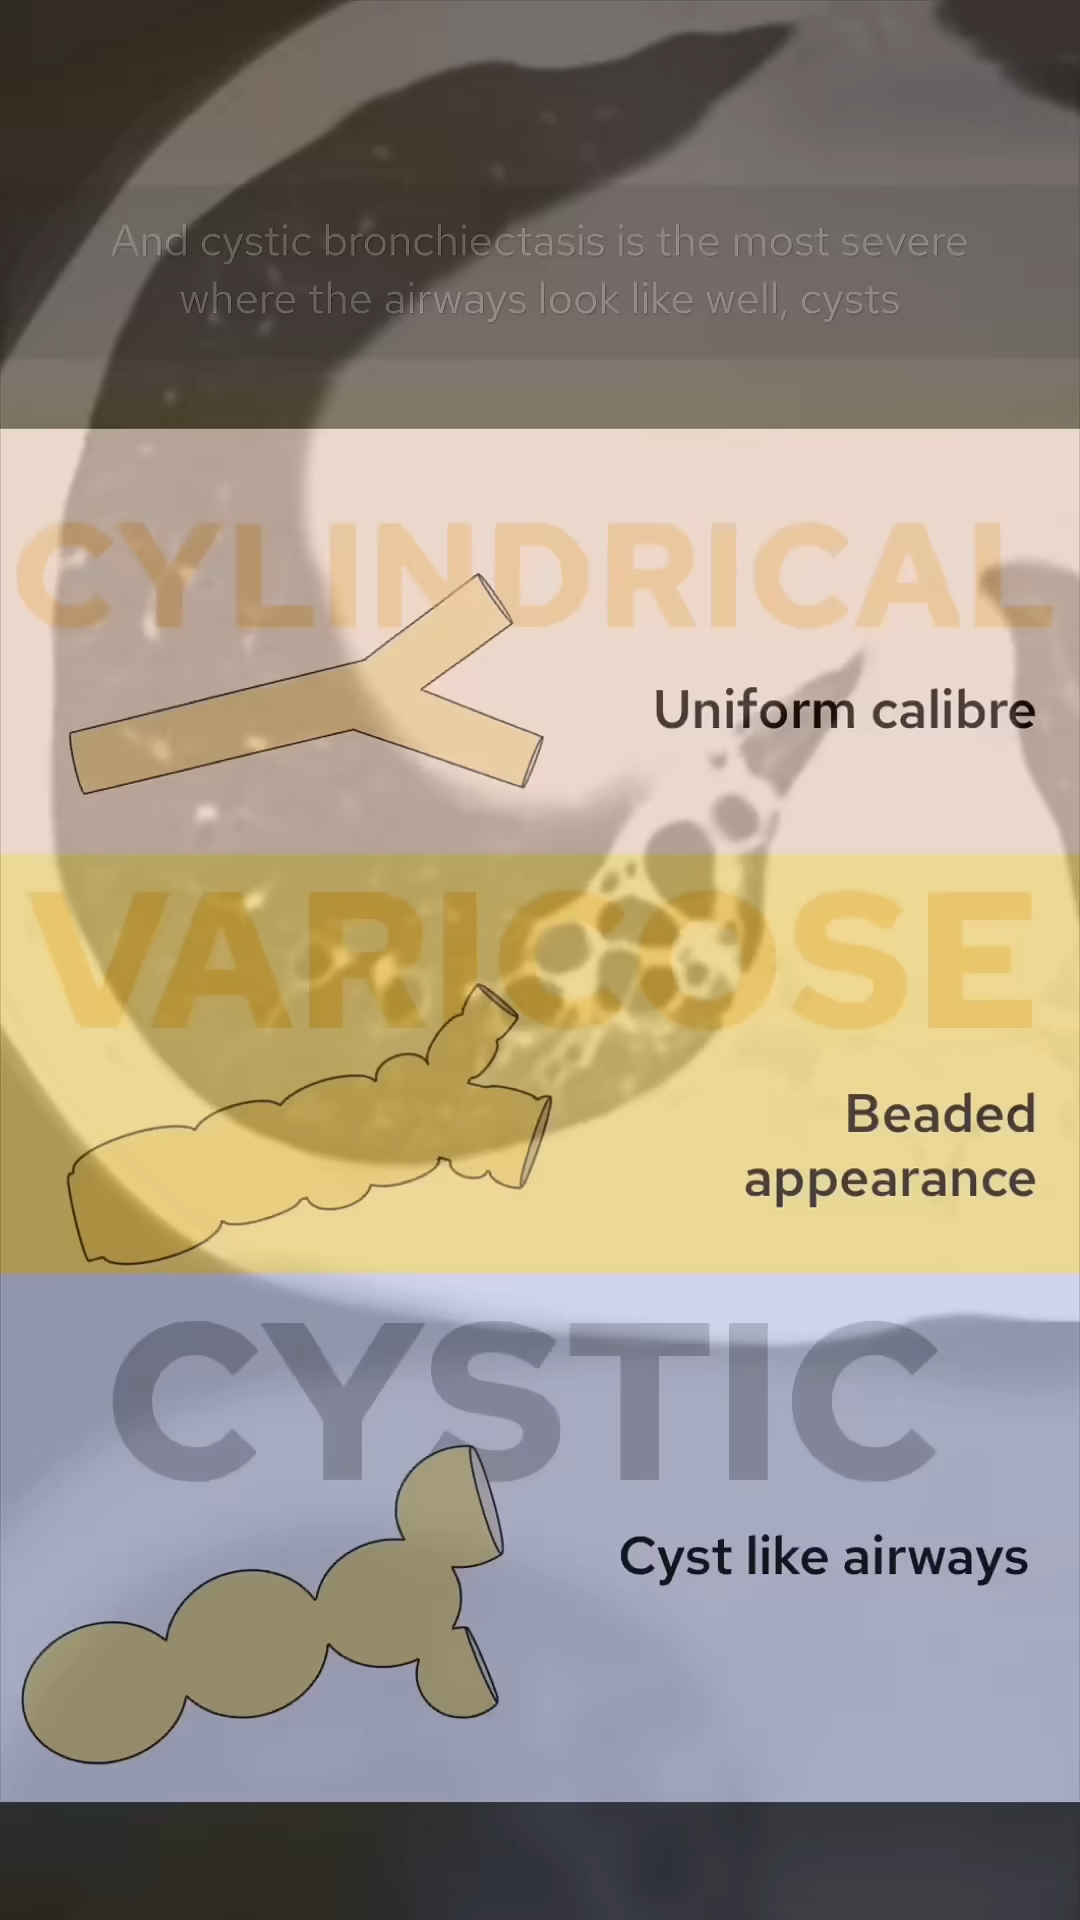 And cystic bronchiectasis is the most severe
where the airways look like well, cysts
CYLINDRICAL
Uniform calibre
VARICOSE
Beaded
appearance
CYSTIC
Cyst like airways